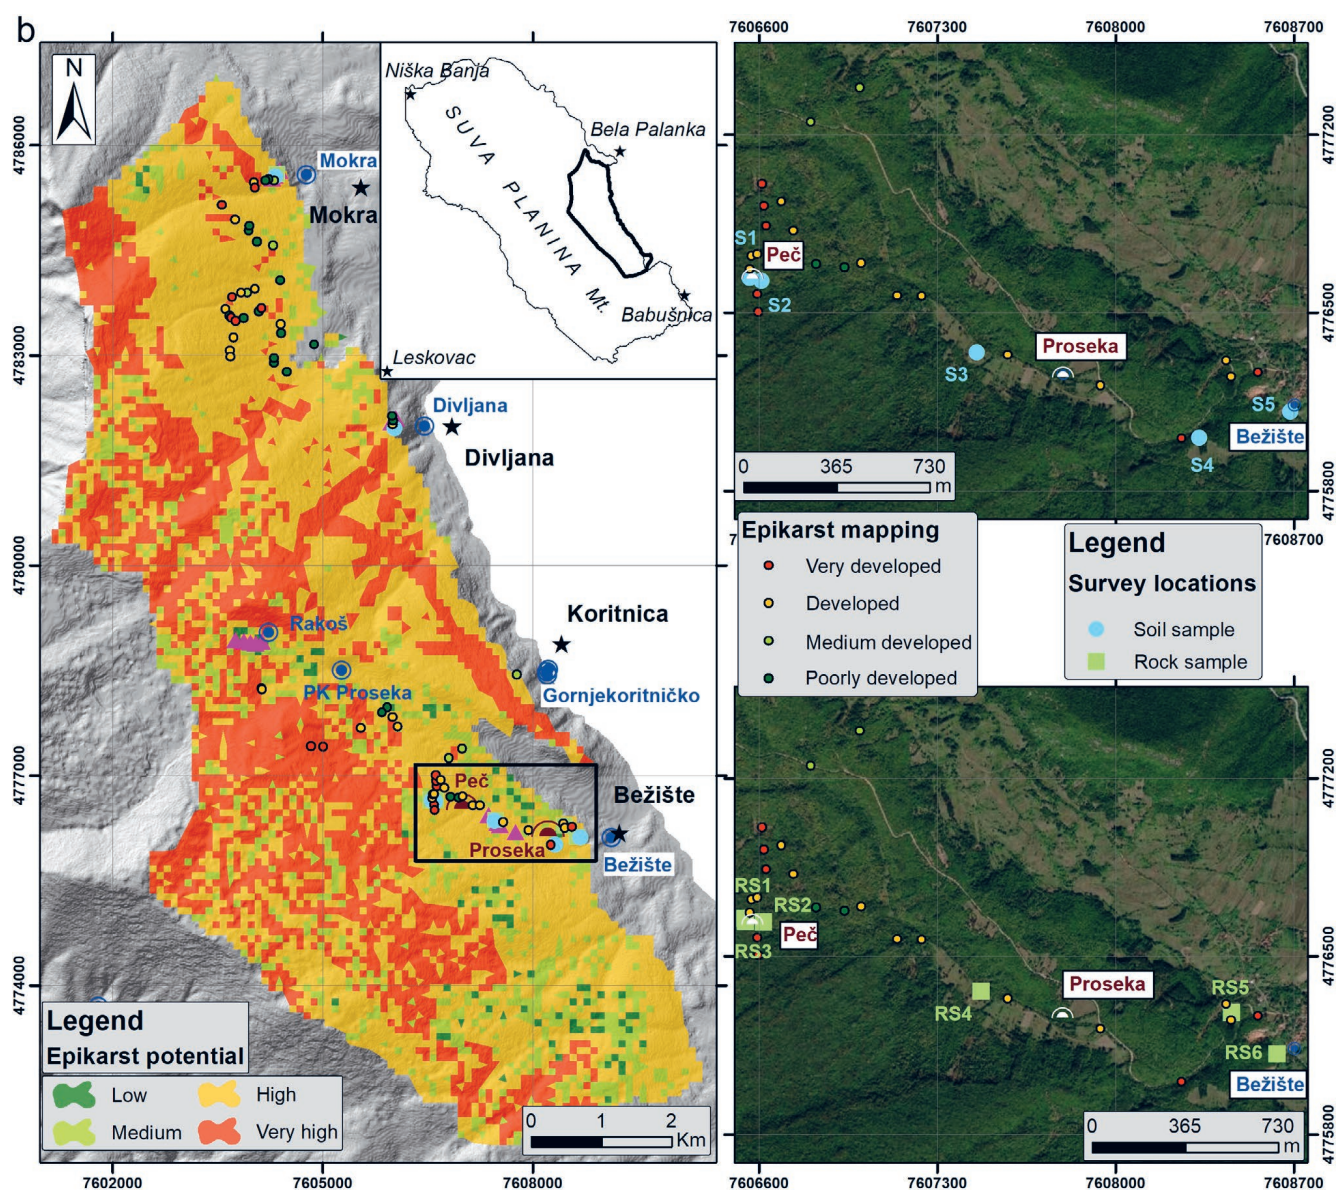 b
N
Niška Banja
Bela Palanka
SUVA PLANINA Mt.
Babušnica
Leskovac
Mokra
Mokra
Divljana
Divljana
Koritnica
Rakoš
PK Proseka
Gornjekoritničko
Peč
Bežište
Proseka
Bežište
Legend
Epikarst potential
Low
High
Medium
Very high
0 1 2
Km
4786000
4783000
4780000
4777000
4774000
7602000 7605000 7608000
7606600 7607300 7608000 7608700
4777200
4776500
4775800
S1
Peč
S2
S3
Proseka
S5
Bežište
S4
0 365 730
m
7
7608700
Epikarst mapping
Very developed
Developed
Medium developed
Poorly developed
Legend
Survey locations
Soil sample
Rock sample
4777200
4776500
4775800
RS1
RS2
Peč
RS3
Proseka
RS4
RS5
RS6
Bežište
0 365 730
m
7606600 7607300 7608000 7608700